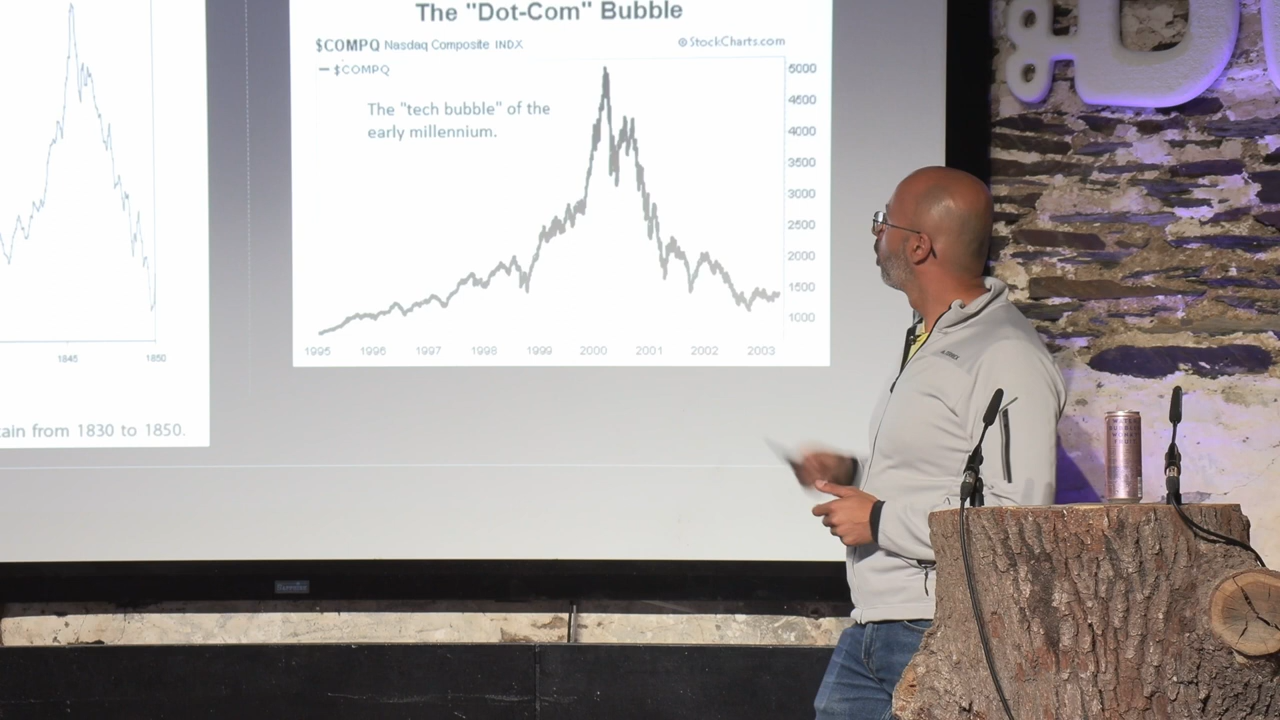 1845
1850
ain from 1830 to 1850.
The "Dot-Com" Bubble
$COMPQ Nasdaq Composite INDX
©StockCharts.com
$COMPQ
The "tech bubble" of the
early millennium.
5000
4500
4000
3500
3000
2500
2000
1500
1000
1995 1996 1997 1998 1999 2000 2001 2002 2003